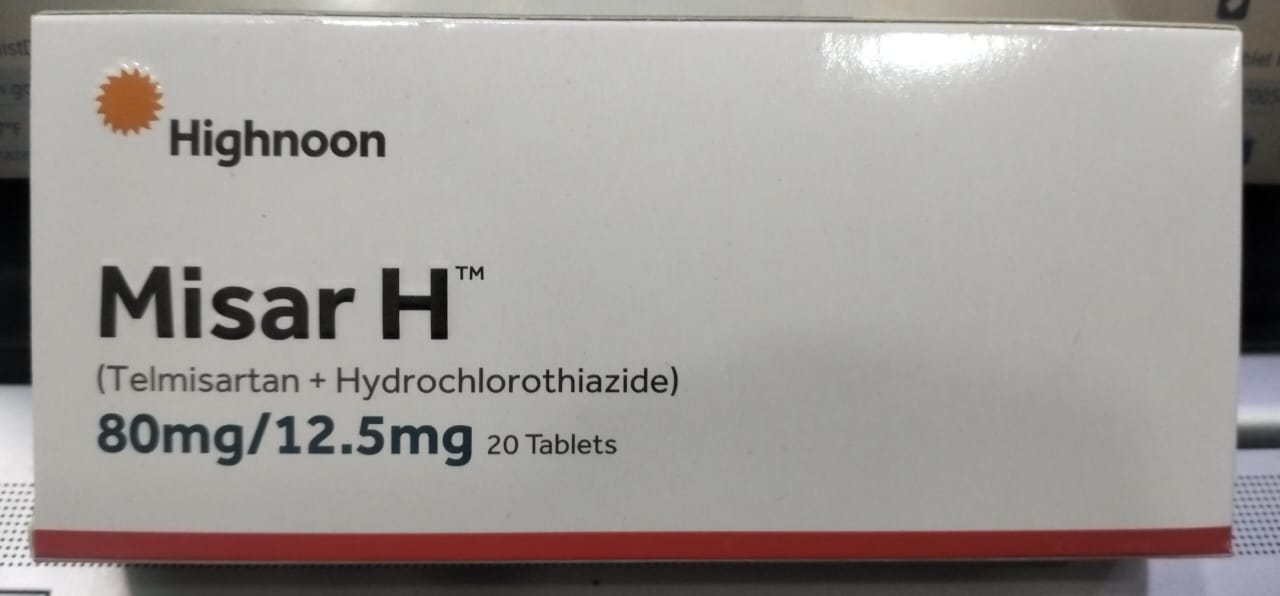 Highnoon
Misar H™
(Telmisartan + Hydrochlorothiazide)
80mg/12.5mg 20 Tablets